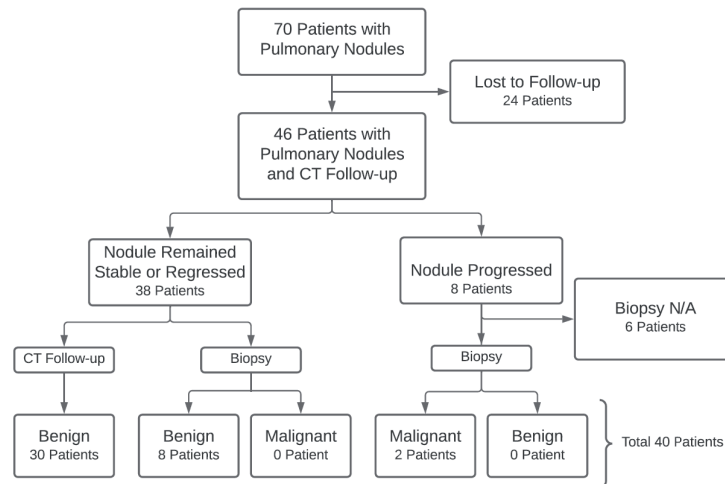 70 Patients with
Pulmonary Nodules
Lost to Follow-up
24 Patients
46 Patients with
Pulmonary Nodules
and CT Follow-up
Nodule Remained
Stable or Regressed
38 Patients
Nodule Progressed
8 Patients
Biopsy N/A
6 Patients
CT Follow-up
Biopsy
Biopsy
Benign
30 Patients
Benign
8 Patients
Malignant
0 Patient
Malignant
2 Patients
Benign
0 Patient
Total 40 Patients